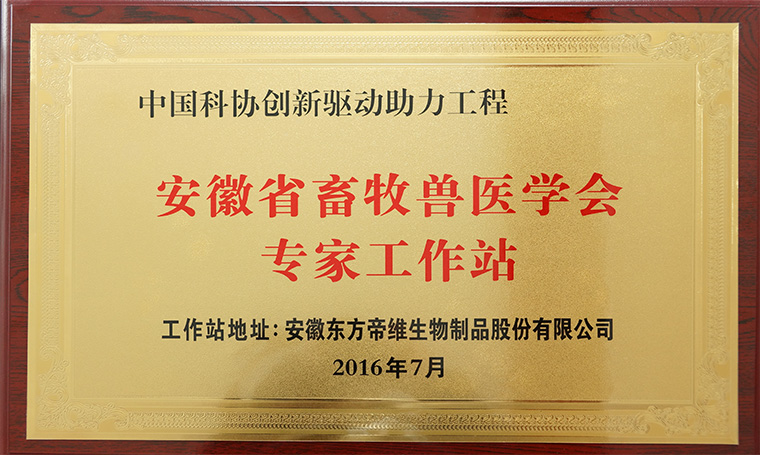 中国科协创新驱动助力工程
安徽省畜牧兽医学会
专家工作站
工作站地址：安徽东方帝维生物制品股份有限公司
2016年7月